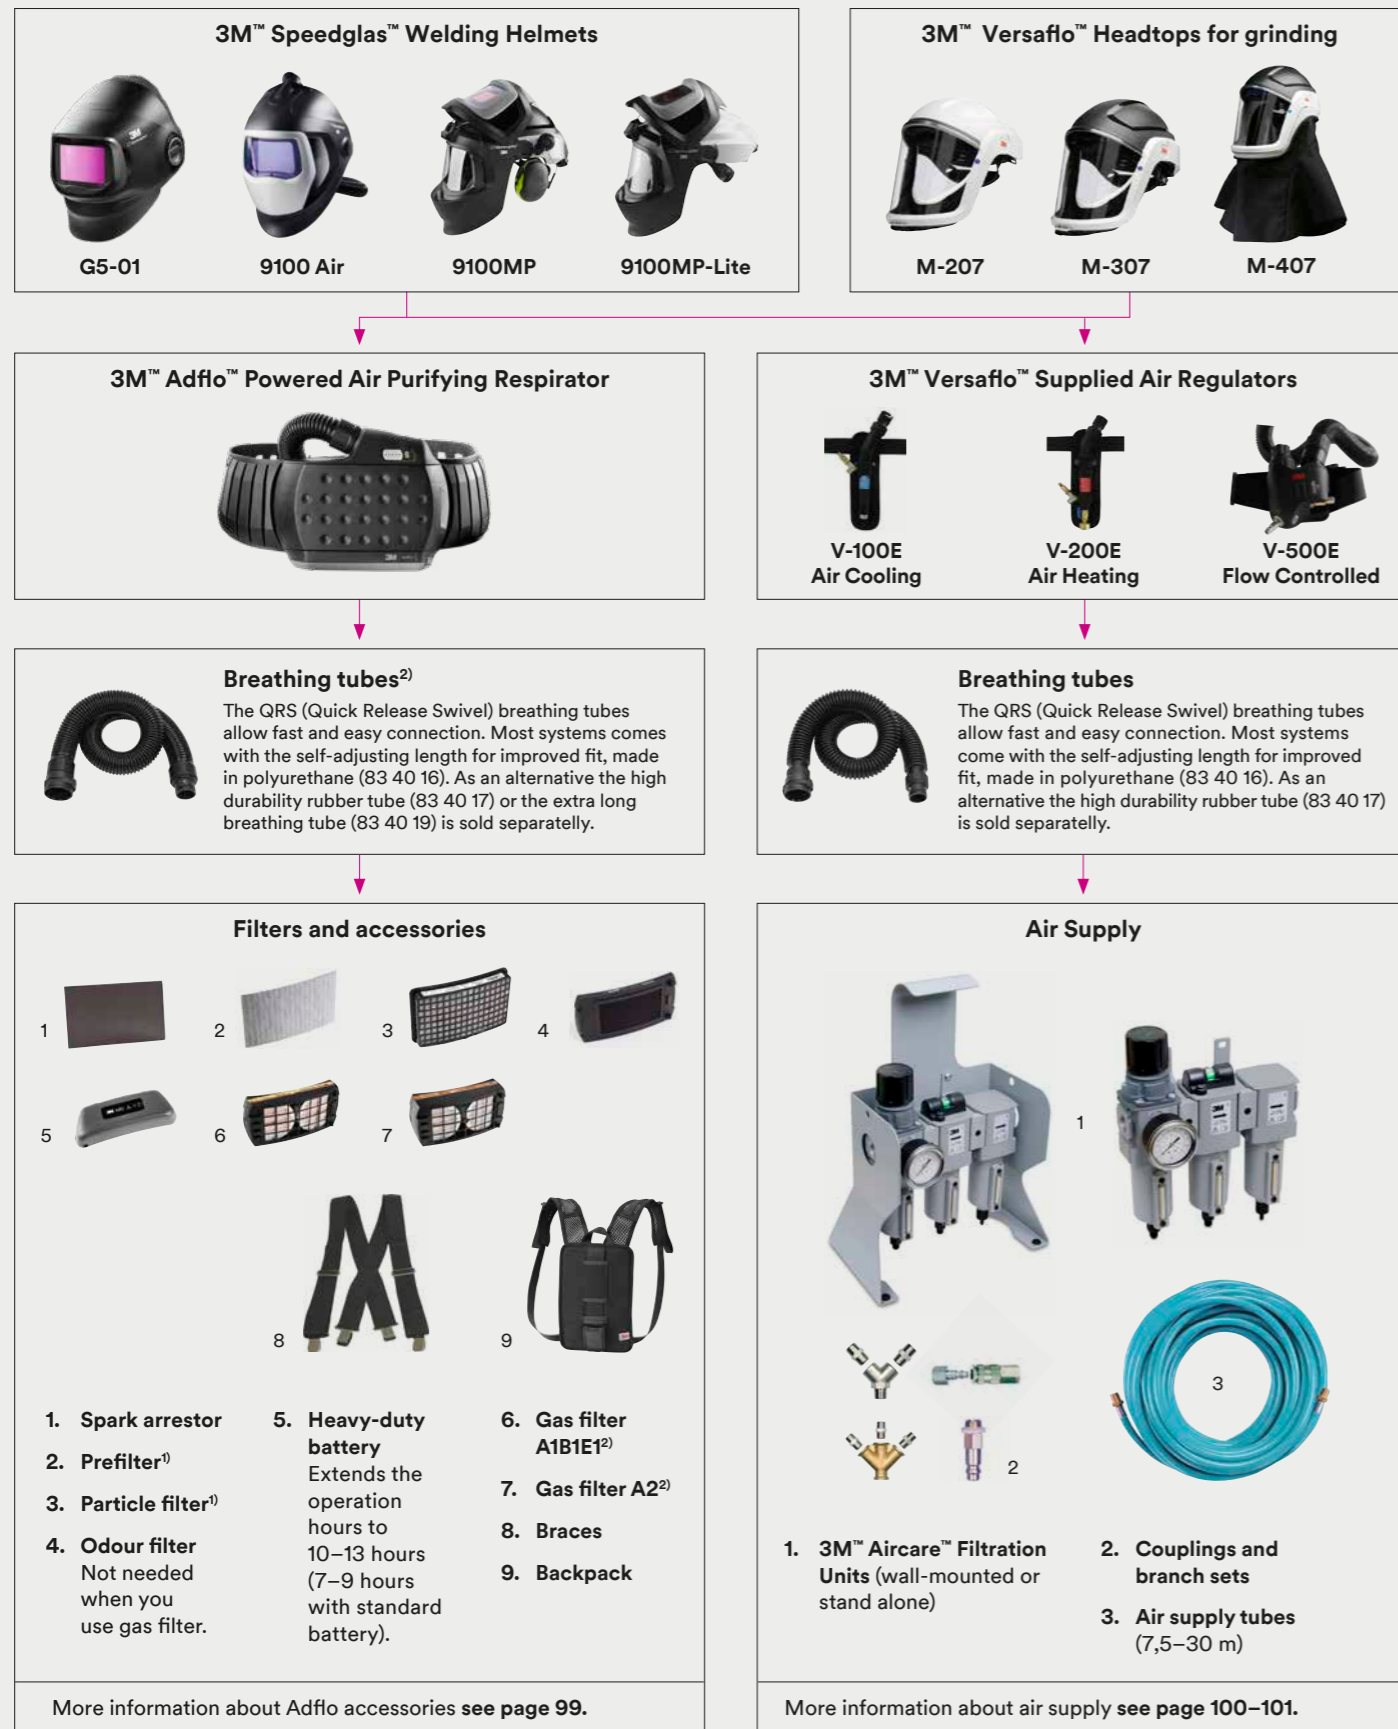 3M™ Speedglas™ Welding Helmets
G5-01
9100 Air
9100MP
9100MP-Lite
3M™ Versaflo™ Headtops for grinding
M-207
M-307
M-407
3M™ Adflo™ Powered Air Purifying Respirator
3M™ Versaflo™ Supplied Air Regulators
V-100E
Air Cooling
V-200E
Air Heating
V-500E
Flow Controlled
Breathing tubes2)
The QRS (Quick Release Swivel) breathing tubes
allow fast and easy connection. Most systems comes
with the self-adjusting length for improved fit, made
in polyurethane (83 40 16). As an alternative the high
durability rubber tube (83 40 17) or the extra long
breathing tube (83 40 19) is sold separatelly.
Breathing tubes
The QRS (Quick Release Swivel) breathing tubes
allow fast and easy connection. Most systems
come with the self-adjusting length for improved
fit, made in polyurethane (83 40 16). As an
alternative the high durability rubber tube (83 40 17)
is sold separatelly.
Filters and accessories
1
2
3
4
5
6
7
8
9
1. Spark arrestor
2. Prefilter1)
3. Particle filter1)
4. Odour filter
Not needed
when you
use gas filter.
5. Heavy-duty
battery
Extends the
operation
hours to
10–13 hours
(7–9 hours
with standard
battery).
6. Gas filter
A1B1E12)
7. Gas filter A22)
8. Braces
9. Backpack
More information about Adflo accessories see page 99.
Air Supply
1
2
3
1. 3M™ Aircare™ Filtration
Units (wall-mounted or
stand alone)
2. Couplings and
branch sets
3. Air supply tubes
(7,5–30 m)
More information about air supply see page 100–101.